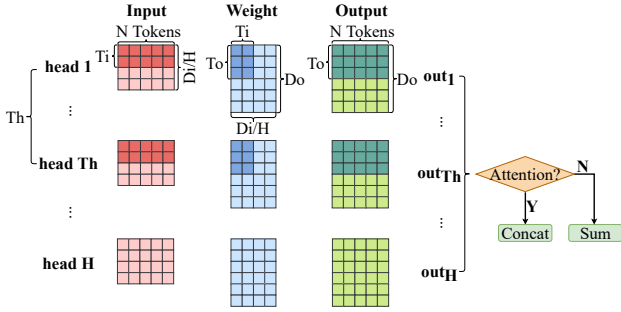 Input
Weight
Output
N Tokens
Ti
N Tokens
Ti
Di/H
To
Do
To
Do
head 1
out1
Th
⋮
⋮
Di/H
head Th
outTh
Attention?
N
Y
⋮
⋮
Concat
Sum
head H
outH